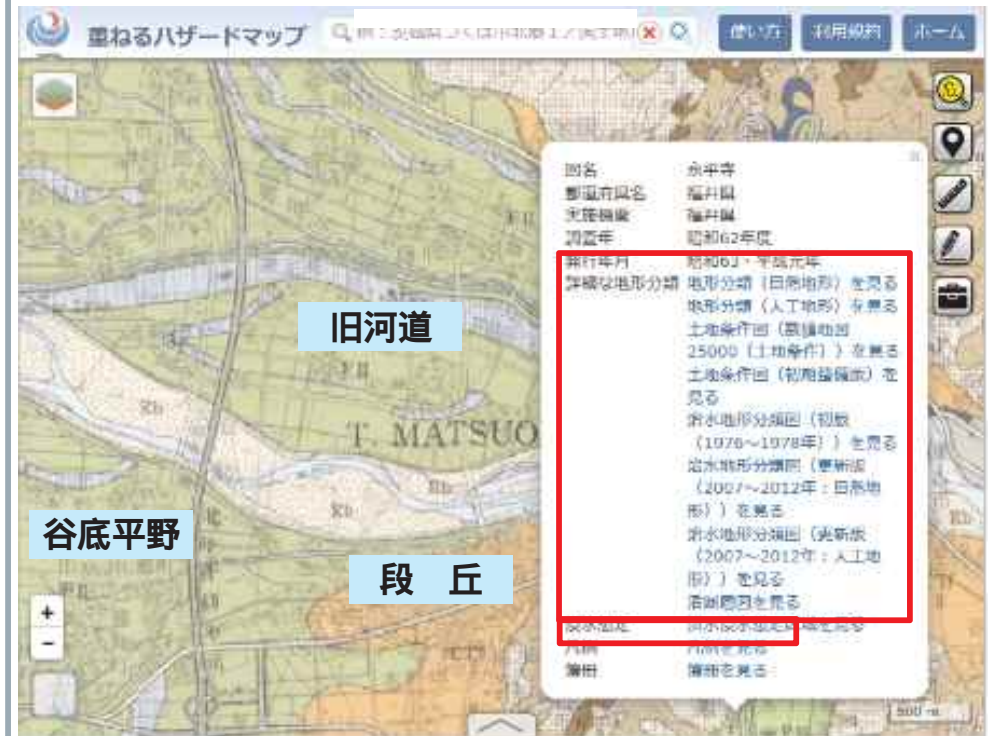 重ねるハザードマップ
使い方
利用規約
ホーム
図名 永平寺
都道府県名 福井県
実施機関 福井県
調査年 昭和62年度
発行年月 昭和63・平成元年
詳細な地形分類 地形分類（自然地形）を見る
地形分類（人工地形）を見る
土地条件図（数値地図
25000（土地条件））を見る
土地条件図（初期整備版）を
見る
治水地形分類図（初版
（1976～1978年））を見る
治水地形分類図（更新版
（2007～2012年：自然地
形））を見る
治水地形分類図（更新版
（2007～2012年：人工地
形））を見る
活断層図を見る
浸水想定
凡例 凡例を見る
簿冊 簿冊を見る
旧河道
T. MATSUO
Rb
Rb
Rb
谷底平野
段　丘
+
-
500 m